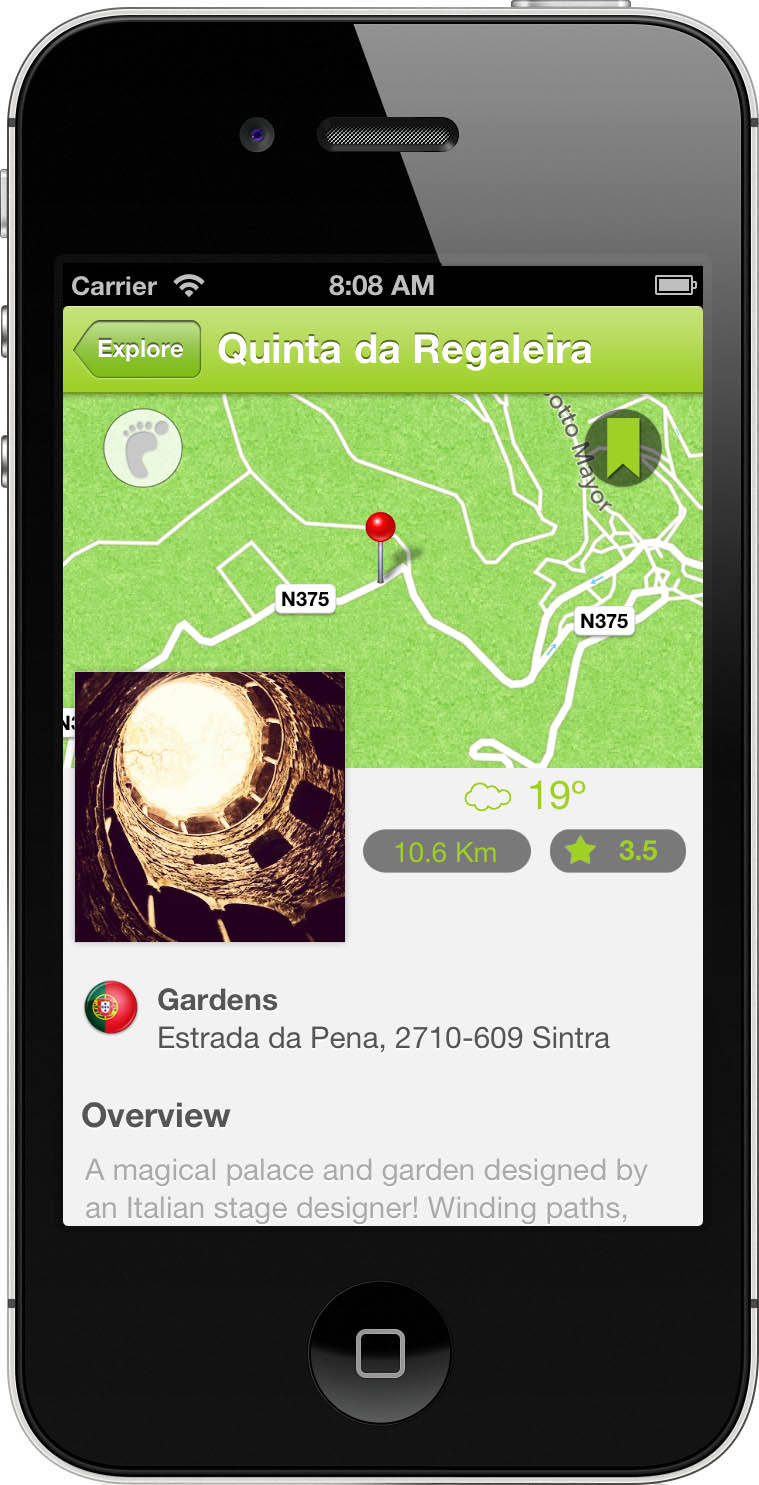 Carrier
8:08 AM
Explore
Quinta da Regaleira
otto Mayor
N375
N375
N3
19º
10.6 Km
3.5
Gardens
Estrada da Pena, 2710-609 Sintra
Overview
A magical palace and garden designed by
an Italian stage designer! Winding paths,